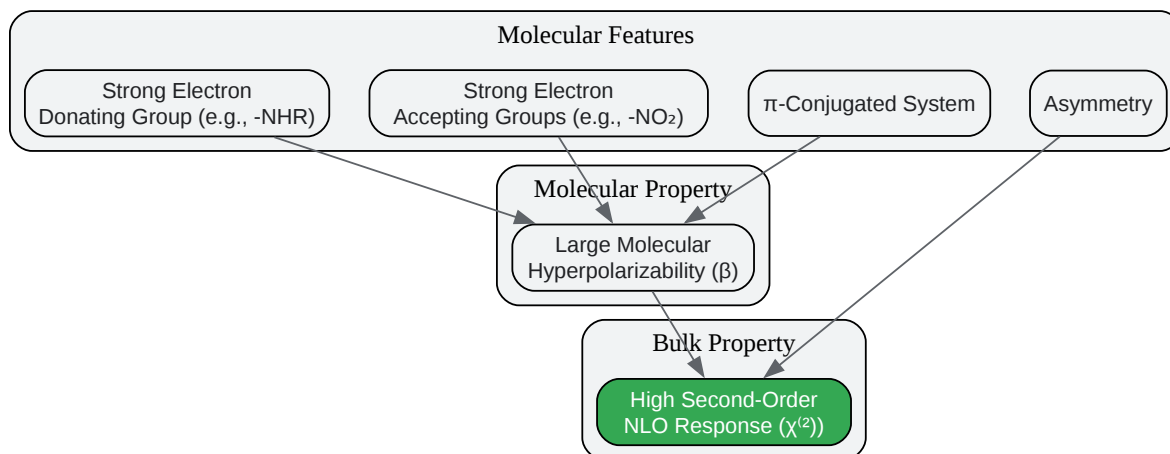 Molecular Features
Strong Electron
Donating Group (e.g., -NHR)
Strong Electron
Accepting Groups (e.g., -NO₂)
π-Conjugated System
Asymmetry
Molecular Property
Large Molecular
Hyperpolarizability (β)
Bulk Property
High Second-Order
NLO Response (χ⁽²⁾))